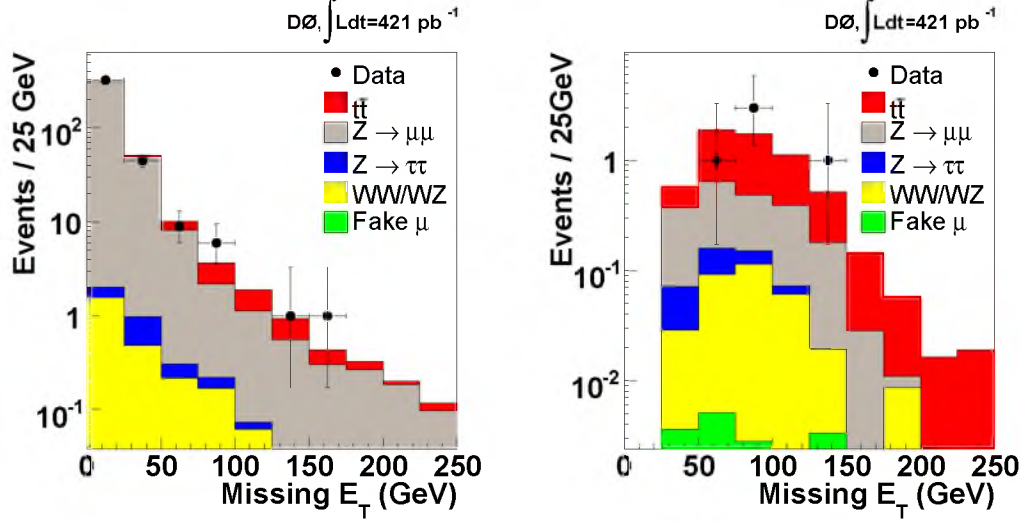 DØ, ∫Ldt=421 pb⁻¹
Events / 25 GeV
10²
10
1
10⁻¹
Data
tt̄
Z → μμ
Z → ττ
WW/WZ
Fake μ
0 50 100 150 200 250
Missing E_T (GeV)
DØ, ∫Ldt=421 pb⁻¹
Events / 25GeV
1
10⁻¹
10⁻²
Data
tt̄
Z → μμ
Z → ττ
WW/WZ
Fake μ
0 50 100 150 200 250
Missing E_T (GeV)